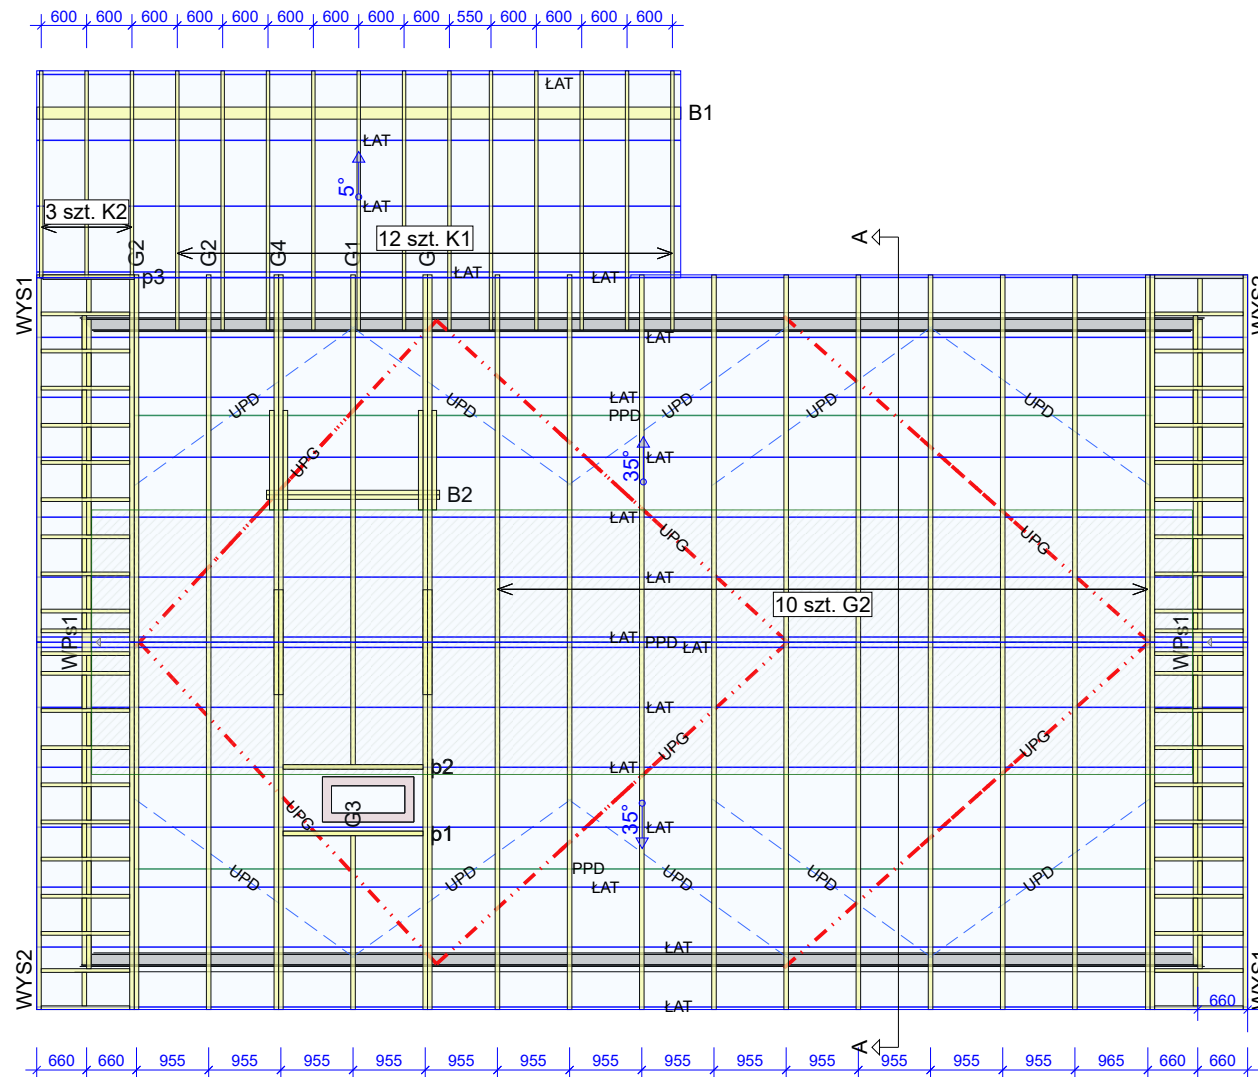 600 600 600 600 600 600 600 600 600 550 600 600 600 600
ŁAT
B1
ŁAT
5°
ŁAT
3 szt. K2
12 szt. K1
A
G2 G2 G4 G1 G
p3
ŁAT
ŁAT
WYS1
ŁAT
ŁAT
UPD UPD PPD UPD UPD UPD
UPG
35°
ŁAT
B2
ŁAT
UPG UPG
ŁAT
10 szt. G2
WPs1
ŁAT PPD ŁAT
WPs1
ŁAT
UPG UPG
p2
ŁAT
G3
UPG
35°
ŁAT
p1
UPD UPD PPD UPD UPD UPD
ŁAT
ŁAT
WYS2
WYS1
ŁAT
660
A
660 660 955 955 955 955 955 955 955 955 955 955 955 955 955 965 660 660